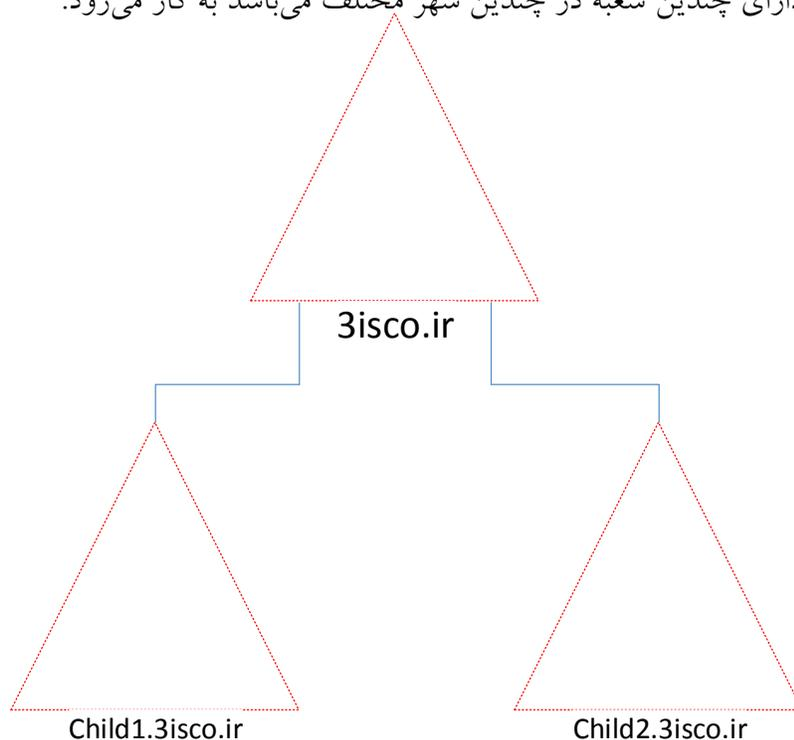 دارای چندین شعبه در چندین شهر مختلف می‌باشد به کار می‌رود.
3isco.ir
Child1.3isco.ir
Child2.3isco.ir